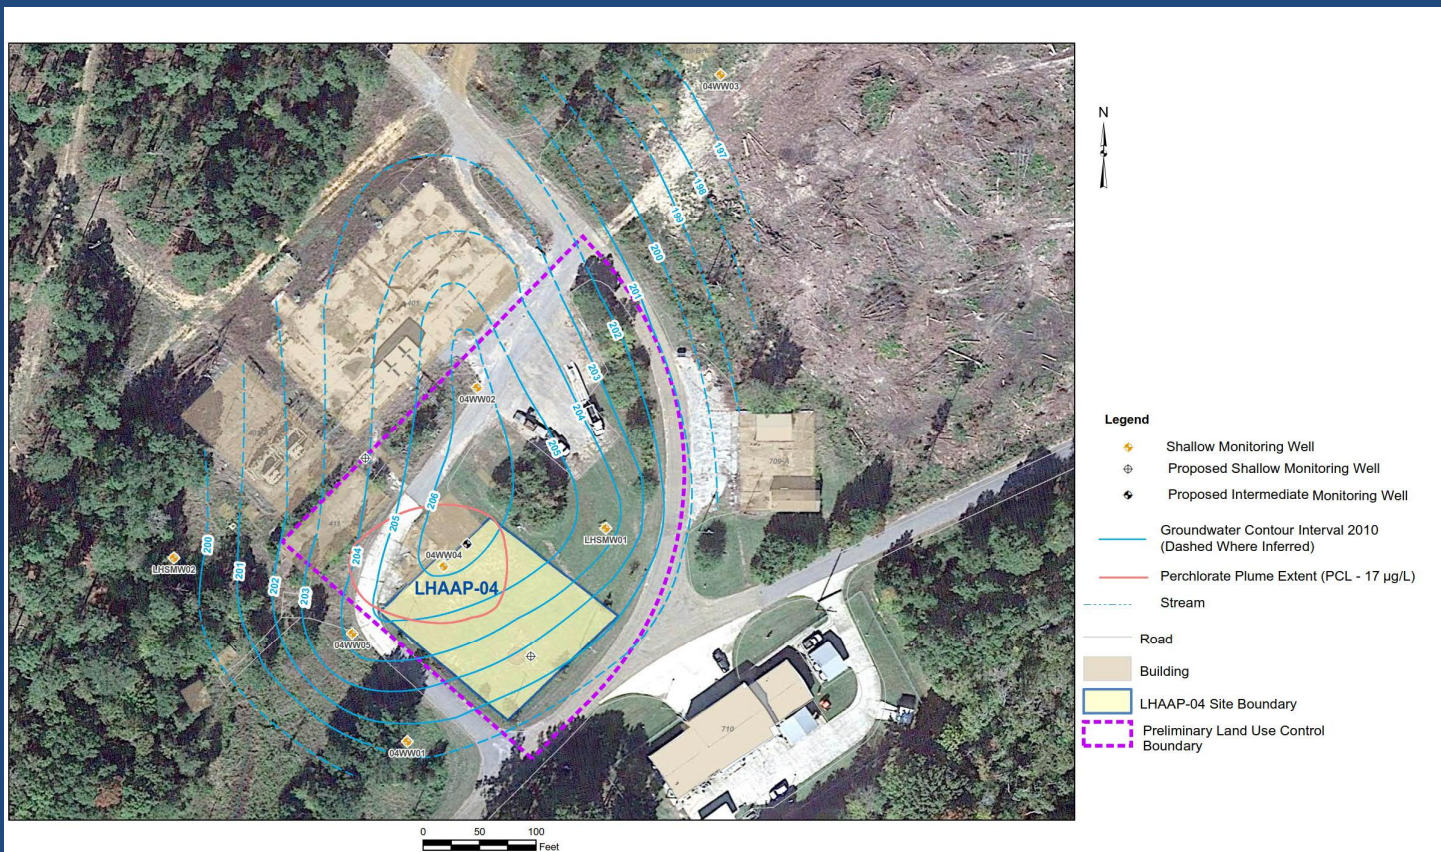 04WW03
197
198
199
200
201
202
203
204
205
401
04WW02
206
205
204
411
709-A
LHSMW01
LHSMW02
200
201
202
203
04WW04
LHAAP-04
04WW05
04WW01
710
N
Legend
Shallow Monitoring Well
Proposed Shallow Monitoring Well
Proposed Intermediate Monitoring Well
Groundwater Contour Interval 2010
(Dashed Where Inferred)
Perchlorate Plume Extent (PCL - 17 µg/L)
Stream
Road
Building
LHAAP-04 Site Boundary
Preliminary Land Use Control
Boundary
0 50 100
Feet